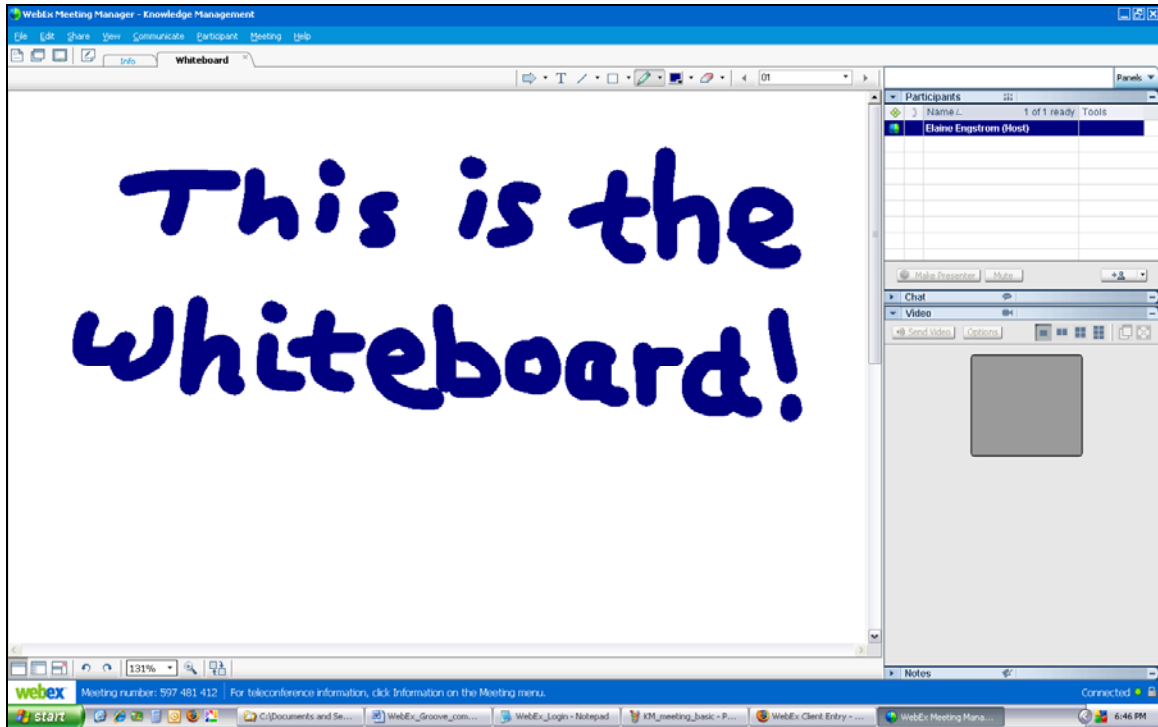 WebEx Meeting Manager - Knowledge Management
File Edit Share View Communicate Participant Meeting Help
Info Whiteboard
T 01
Panels
Participants
Name 1 of 1 ready Tools
Elaine Engstrom (Host)
This is the
whiteboard!
Make Presenter Mute
Chat
Video
Send Video Options
131%
Notes
webex Meeting number: 597 481 412 For teleconference information, click Information on the Meeting menu. Connected
start C:\Documents and Se... WebEx_Groove_com... WebEx_Login - Notepad KM_meeting_basic - P... WebEx Client Entry - ... WebEx Meeting Mana... 6:46 PM